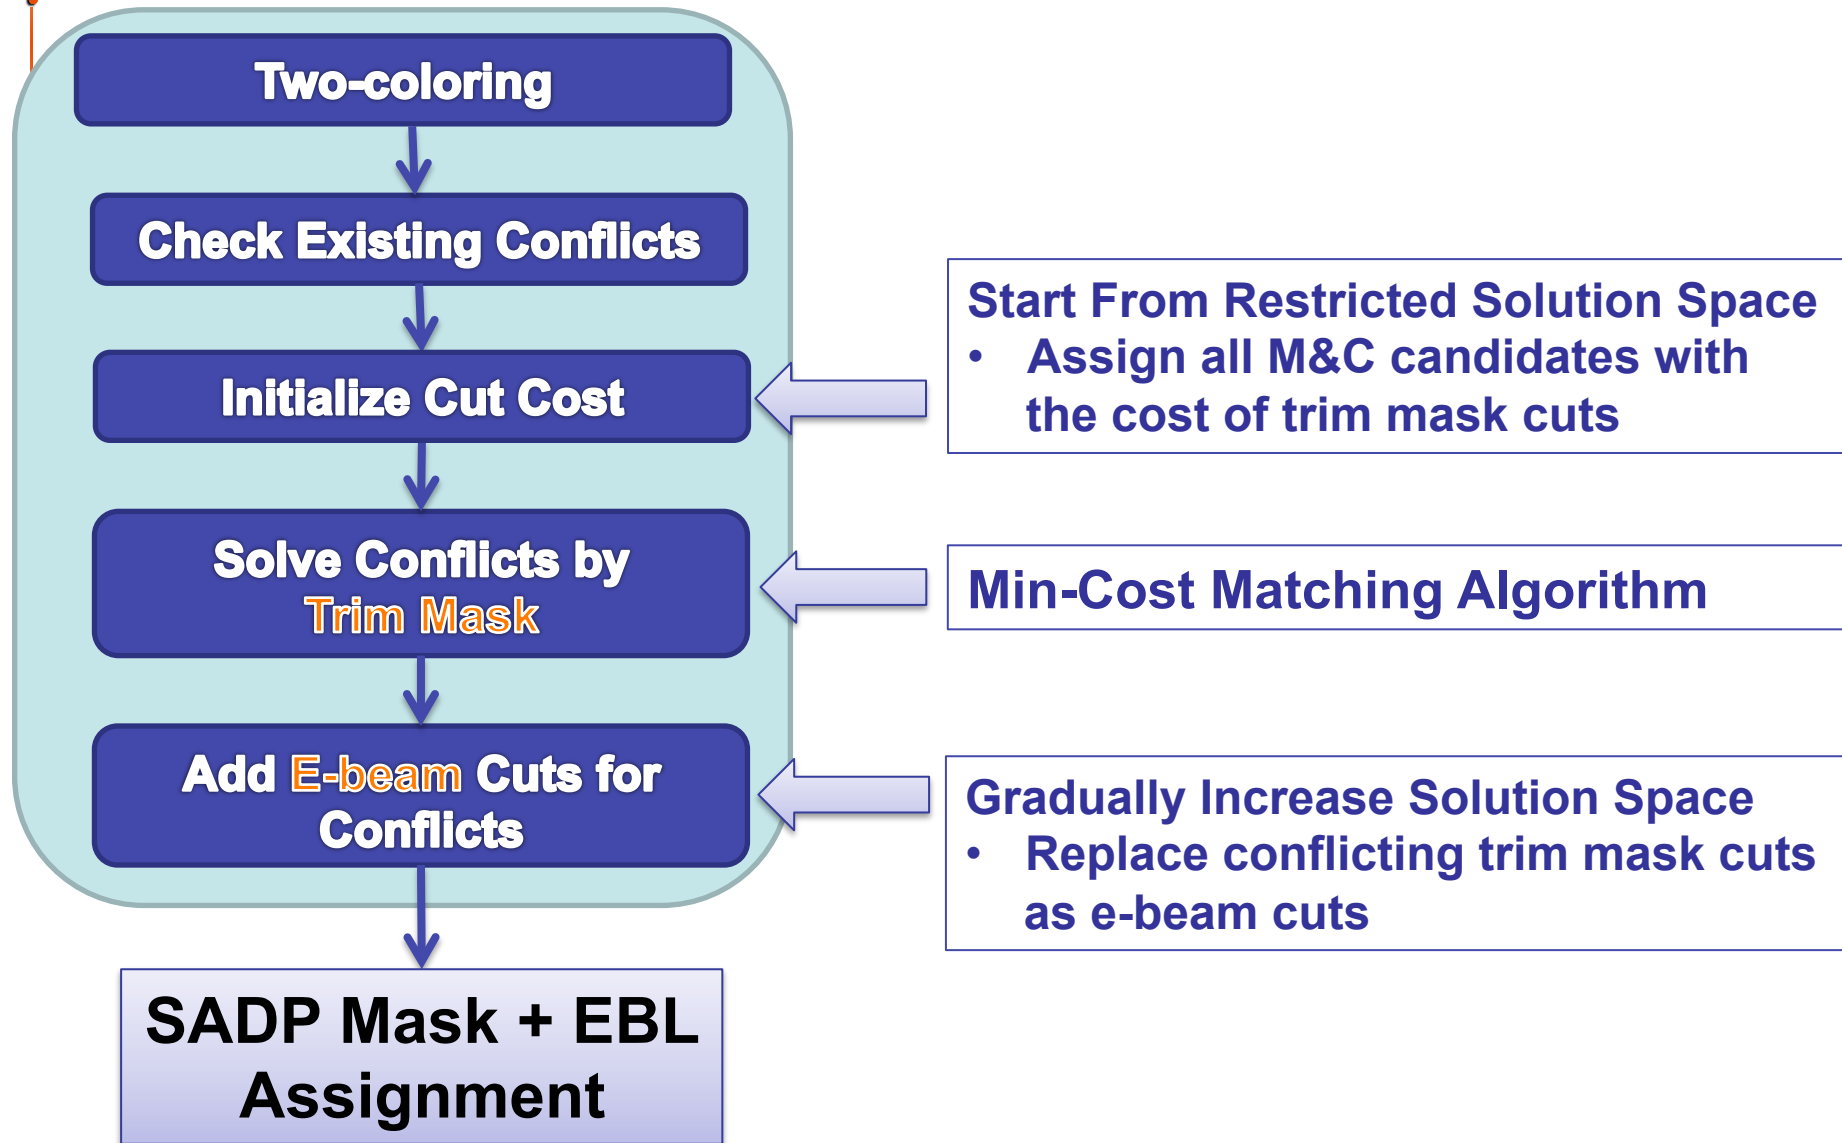 Two-coloring
Check Existing Conflicts
Initialize Cut Cost
Solve Conflicts by
Trim Mask
Add E-beam Cuts for
Conflicts
SADP Mask + EBL
Assignment
Start From Restricted Solution Space
• Assign all M&C candidates with
the cost of trim mask cuts
Min-Cost Matching Algorithm
Gradually Increase Solution Space
• Replace conflicting trim mask cuts
as e-beam cuts